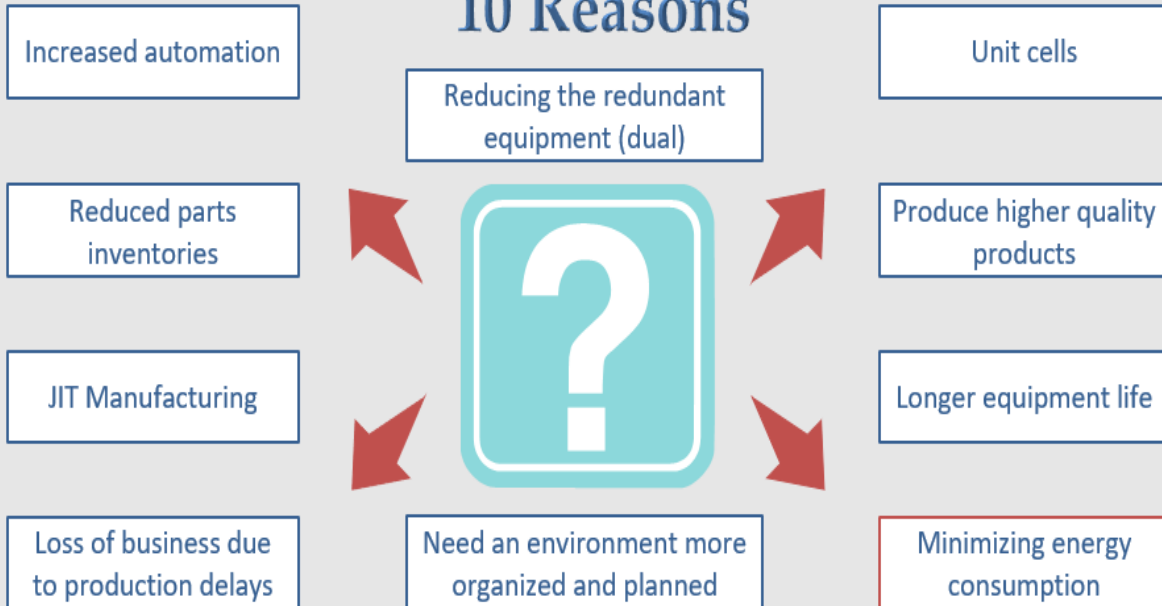 10 Reasons
Increased automation
Reducing the redundant
equipment (dual)
Unit cells
Reduced parts
inventories
?
Produce higher quality
products
JIT Manufacturing
Longer equipment life
Loss of business due
to production delays
Need an environment more
organized and planned
Minimizing energy
consumption